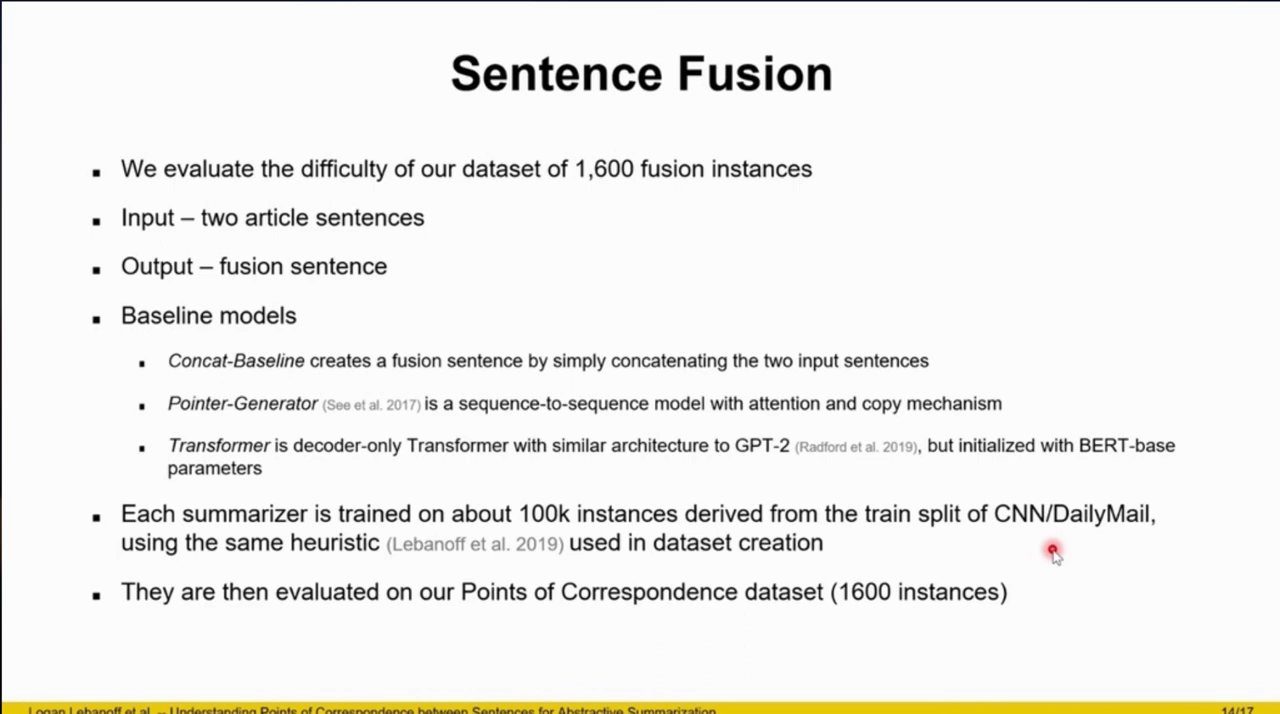 Sentence Fusion
▪ We evaluate the difficulty of our dataset of 1,600 fusion instances
▪ Input – two article sentences
▪ Output – fusion sentence
▪ Baseline models
▪ Concat-Baseline creates a fusion sentence by simply concatenating the two input sentences
▪ Pointer-Generator (See et al. 2017) is a sequence-to-sequence model with attention and copy mechanism
▪ Transformer is decoder-only Transformer with similar architecture to GPT-2 (Radford et al. 2019), but initialized with BERT-base
parameters
▪ Each summarizer is trained on about 100k instances derived from the train split of CNN/DailyMail,
using the same heuristic (Lebanoff et al. 2019) used in dataset creation
▪ They are then evaluated on our Points of Correspondence dataset (1600 instances)
Logan Lebanoff et al. -- Understanding Points of Correspondence between Sentences for Abstractive Summarization 14/17